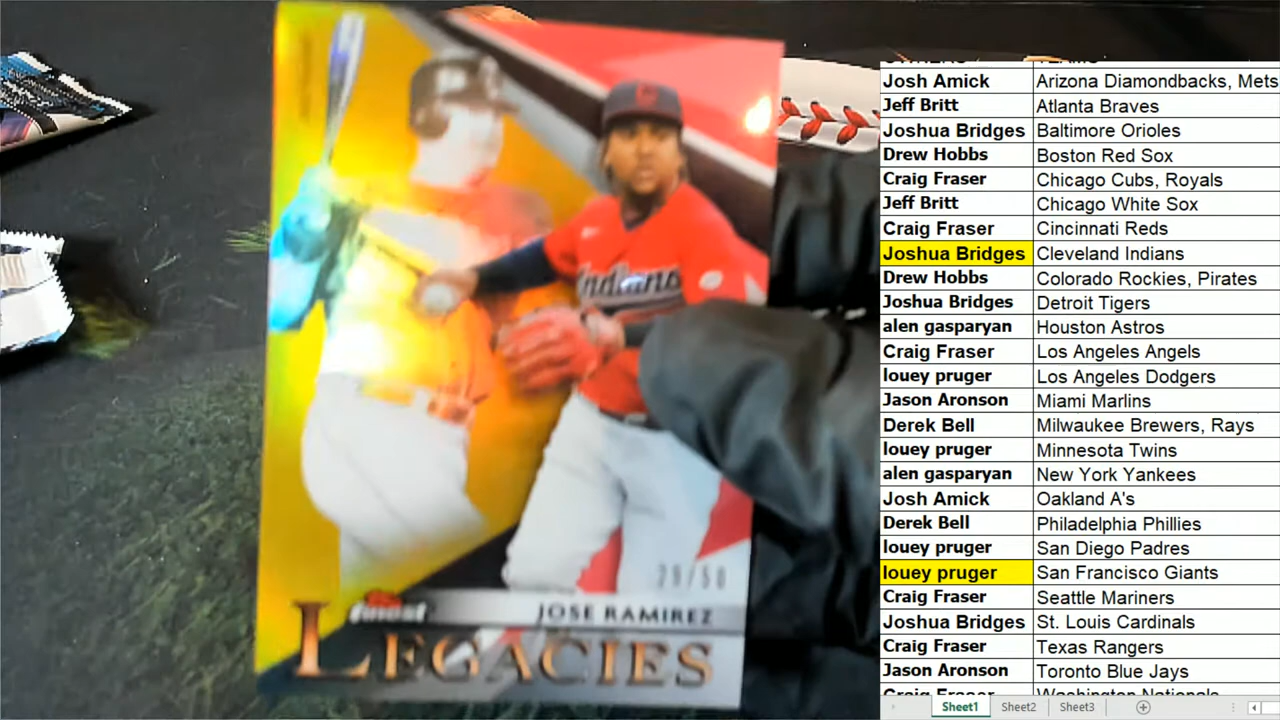 Indians
29/50
finest
JOSE RAMIREZ
LEGACIES
Josh Amick Arizona Diamondbacks, Mets
Jeff Britt Atlanta Braves
Joshua Bridges Baltimore Orioles
Drew Hobbs Boston Red Sox
Craig Fraser Chicago Cubs, Royals
Jeff Britt Chicago White Sox
Craig Fraser Cincinnati Reds
Joshua Bridges Cleveland Indians
Drew Hobbs Colorado Rockies, Pirates
Joshua Bridges Detroit Tigers
alen gasparyan Houston Astros
Craig Fraser Los Angeles Angels
louey pruger Los Angeles Dodgers
Jason Aronson Miami Marlins
Derek Bell Milwaukee Brewers, Rays
louey pruger Minnesota Twins
alen gasparyan New York Yankees
Josh Amick Oakland A's
Derek Bell Philadelphia Phillies
louey pruger San Diego Padres
louey pruger San Francisco Giants
Craig Fraser Seattle Mariners
Joshua Bridges St. Louis Cardinals
Craig Fraser Texas Rangers
Jason Aronson Toronto Blue Jays
Craig Fraser Washington Nationals
Sheet1 Sheet2 Sheet3